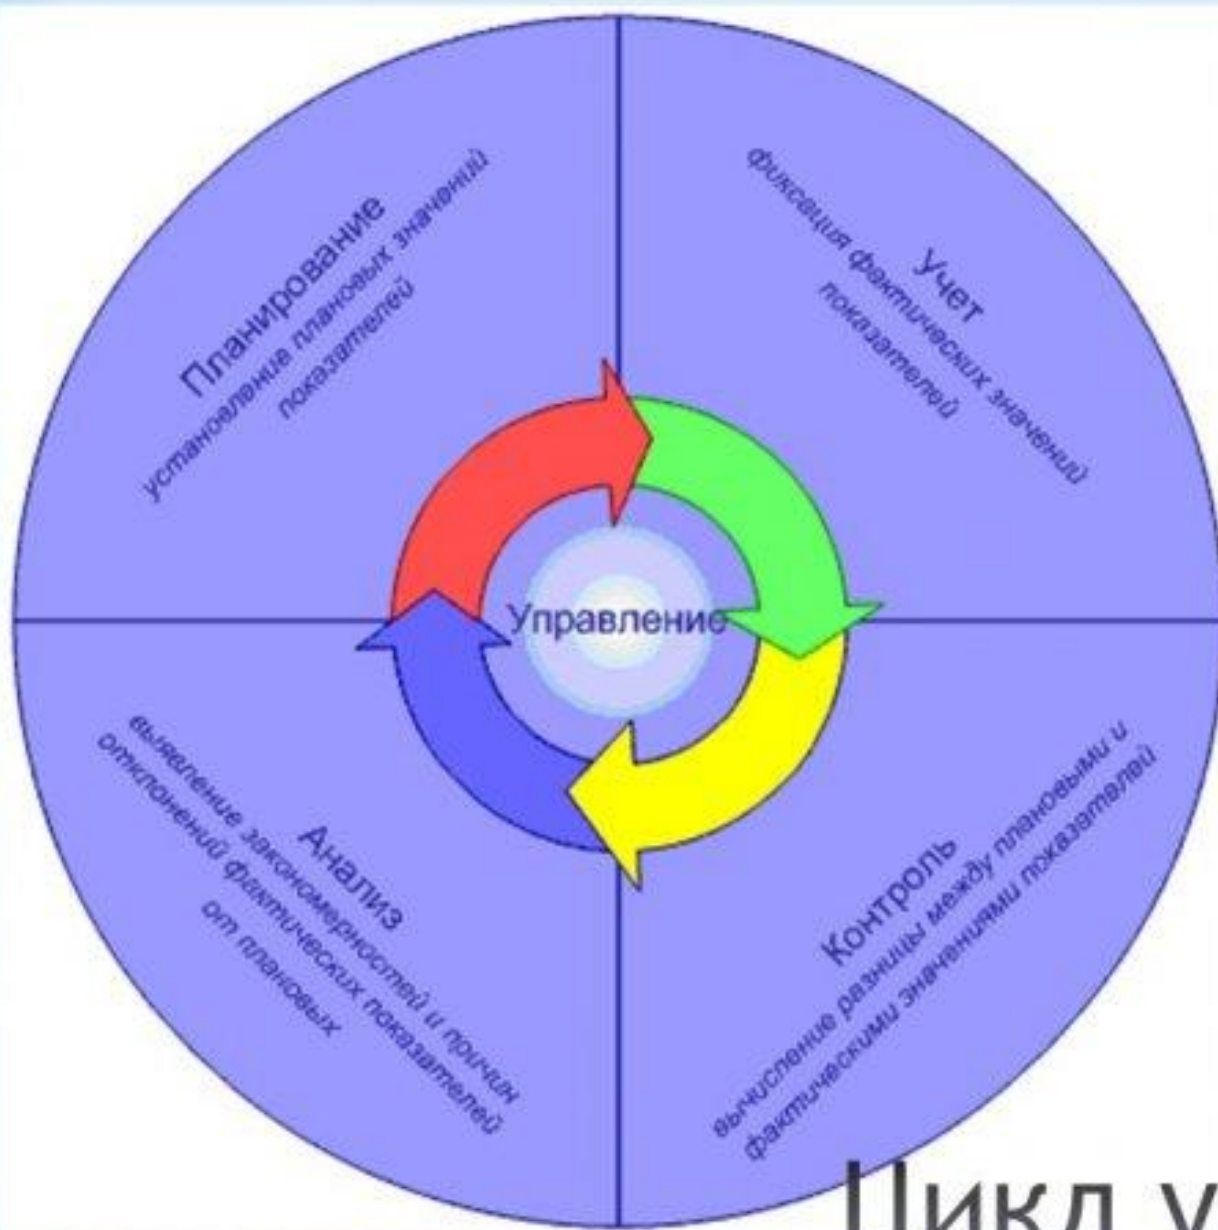 Планирование
установление плановых значений
показателей
Учет
фиксация фактических значений
показателей
Управление
Анализ
выявление закономерностей и причин
отклонений фактических показателей
от плановых
Контроль
вычисление разницы между плановыми и
фактическими значениями показателей
Цикл у